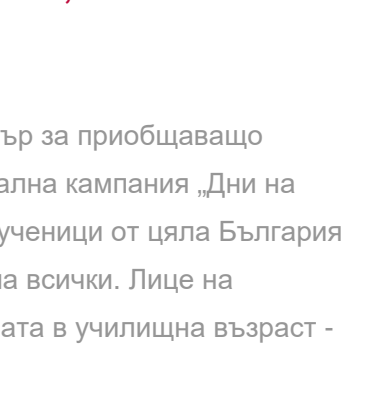 ър за приобщаващо
ална кампания „Дни на
ученици от цяла България
а всички. Лице на
ата в училищна възраст -